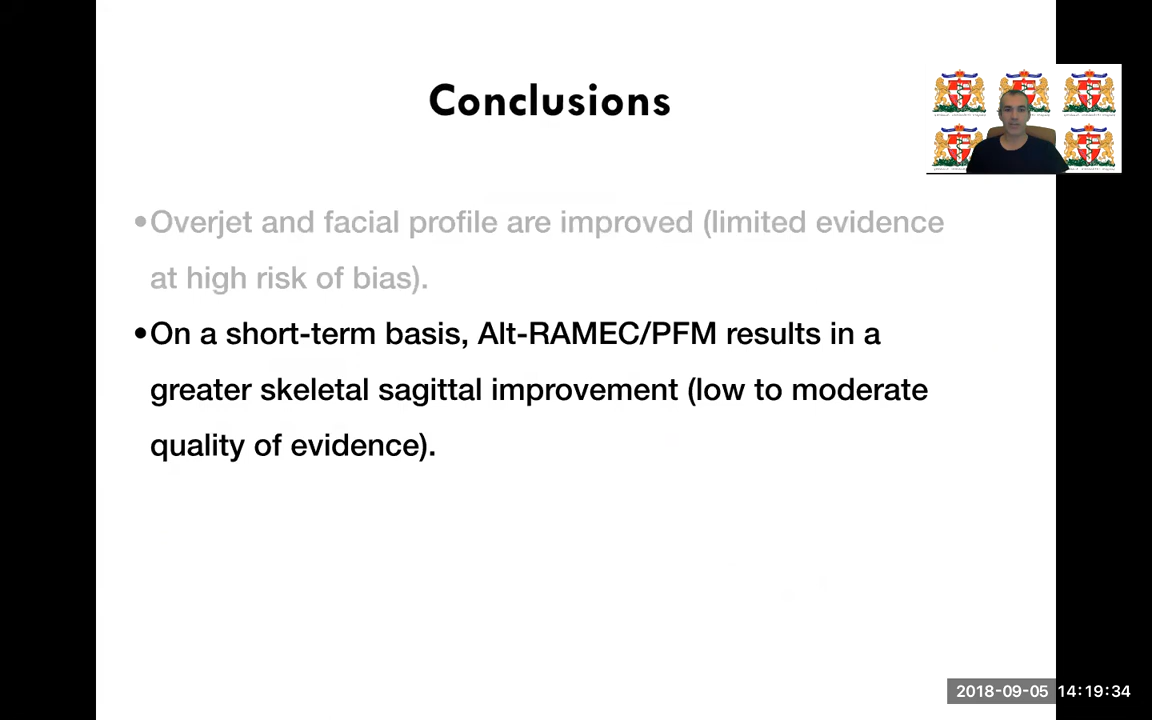 Conclusions
•Overjet and facial profile are improved (limited evidence
at high risk of bias).
•On a short-term basis, Alt-RAMEC/PFM results in a
greater skeletal sagittal improvement (low to moderate
quality of evidence).
2018-09-05 14:19:34